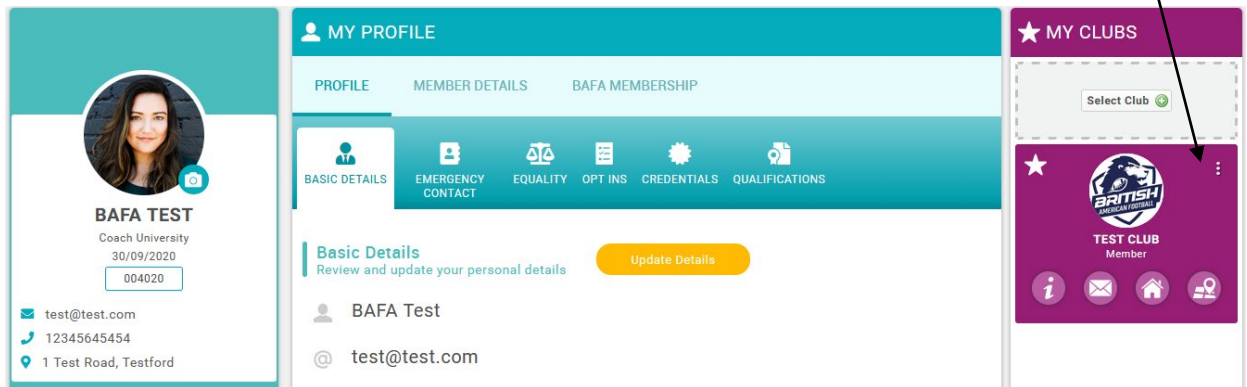 BAFA TEST
Coach University
30/09/2020
004020
test@test.com
12345645454
1 Test Road, Testford
MY PROFILE
PROFILE MEMBER DETAILS BAFA MEMBERSHIP
BASIC DETAILS
EMERGENCY
CONTACT
EQUALITY
OPT INS
CREDENTIALS
QUALIFICATIONS
Basic Details
Review and update your personal details
Update Details
BAFA Test
@ test@test.com
MY CLUBS
Select Club
BRITISH
AMERICAN FOOTBALL
TEST CLUB
Member
i